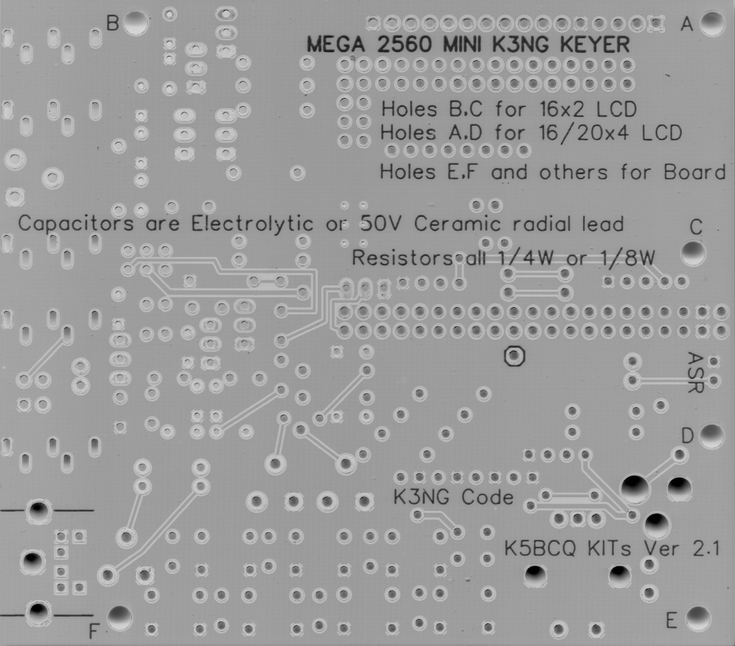 B
A
MEGA 2560 MINI K3NG KEYER
Holes B.C for 16x2 LCD
Holes A.D for 16/20x4 LCD
Holes E.F and others for Board
Capacitors are Electrolytic or 50V Ceramic radial lead
C
Resistors all 1/4W or 1/8W
ASR
D
K3NG Code
K5BCQ KITs Ver 2.1
E
F